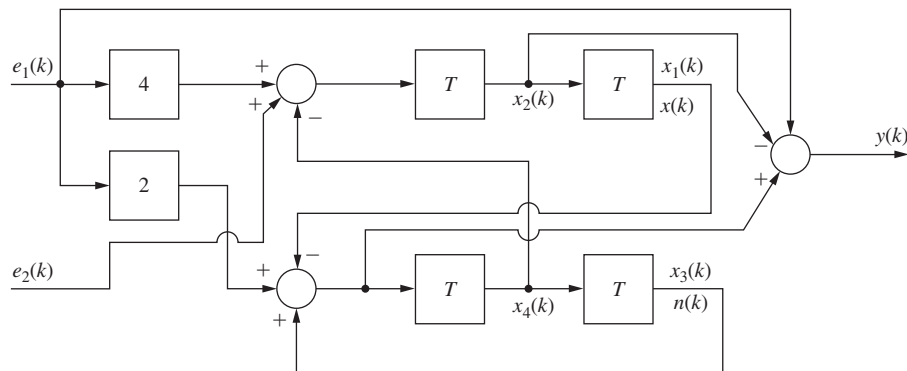 e₁(k)
4
+
+
−
T
x₂(k)
T
x₁(k)
x(k)
−
+
y(k)
2
e₂(k)
+
−
+
T
x₄(k)
T
x₃(k)
n(k)